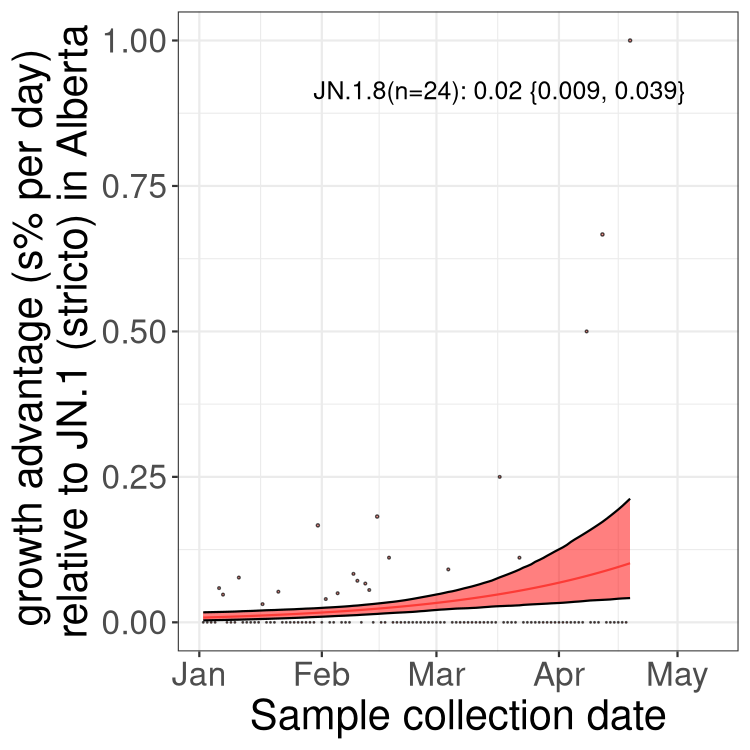 growth advantage (s% per day)
relative to JN.1 (stricto) in Alberta
1.00
0.75
0.50
0.25
0.00
JN.1.8(n=24): 0.02 {0.009, 0.039}
Jan Feb Mar Apr May
Sample collection date